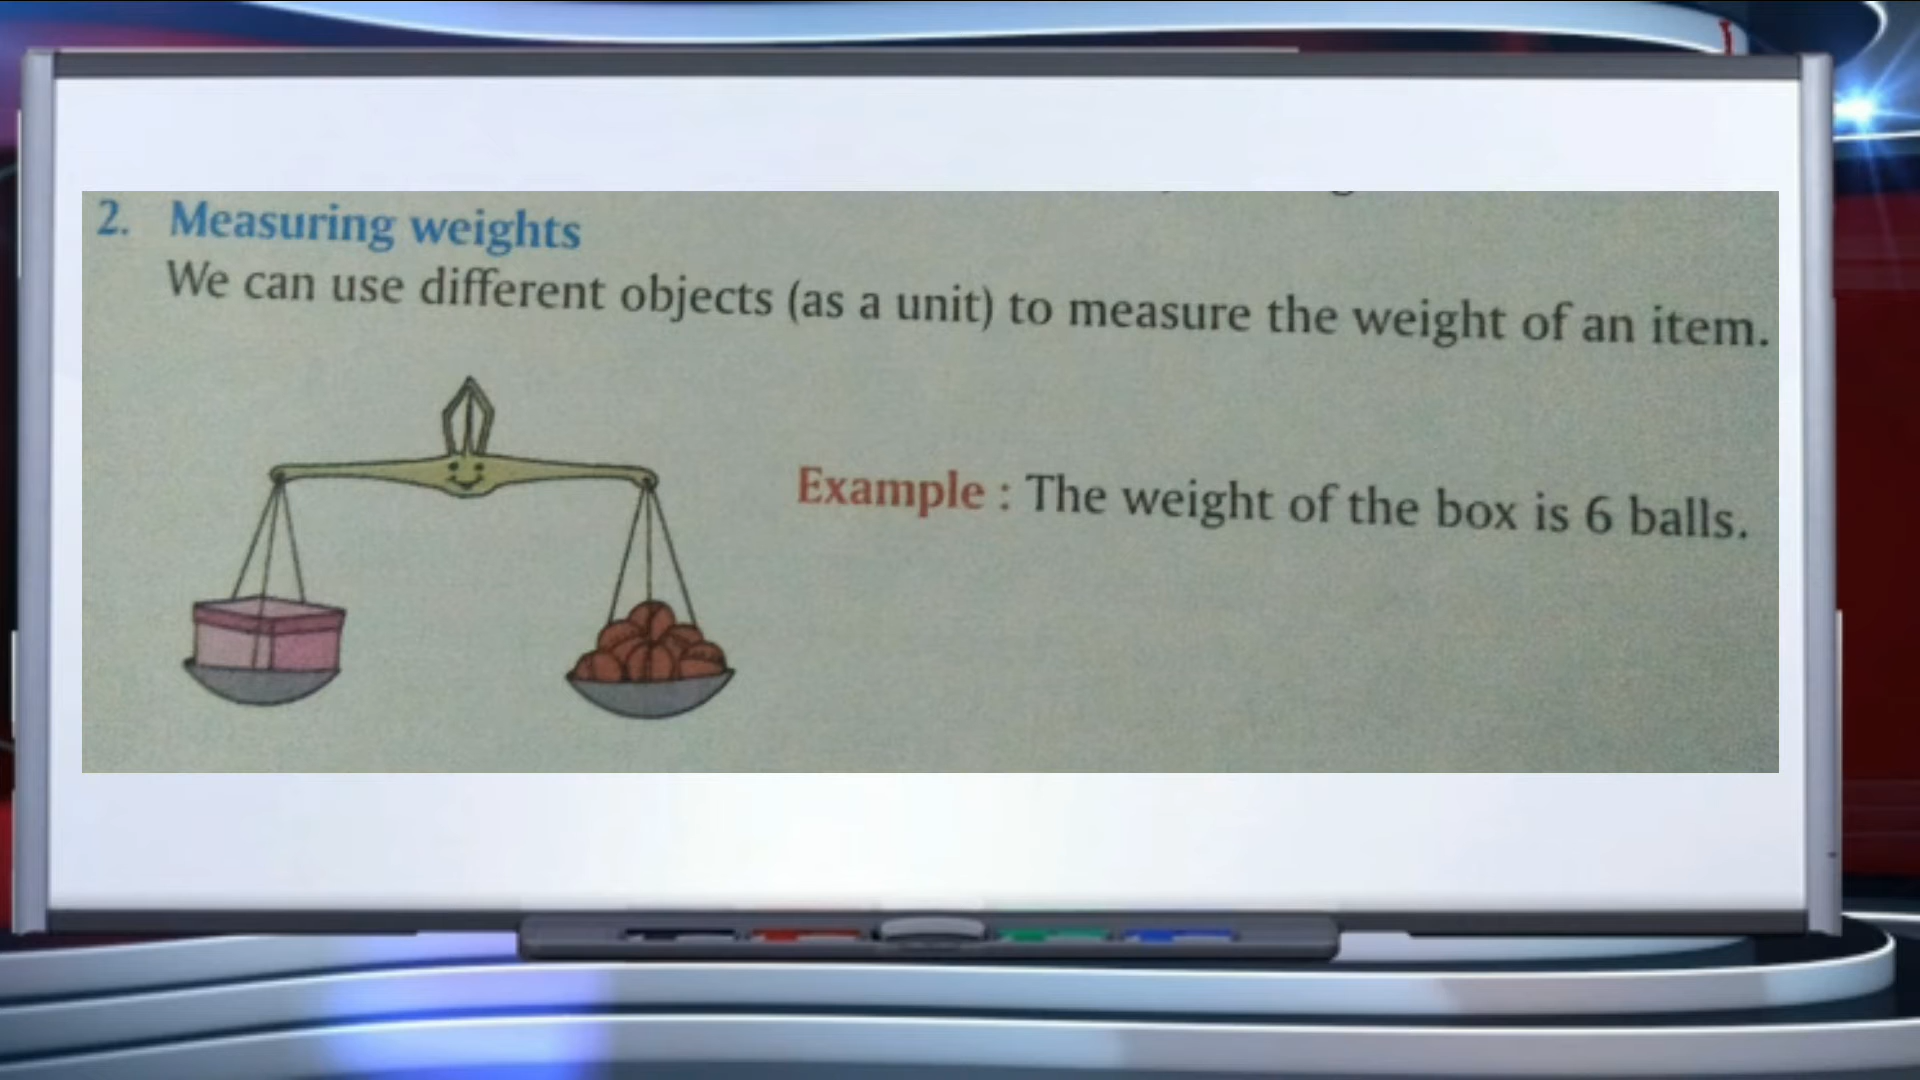 2. Measuring weights
We can use different objects (as a unit) to measure the weight of an item.
Example : The weight of the box is 6 balls.